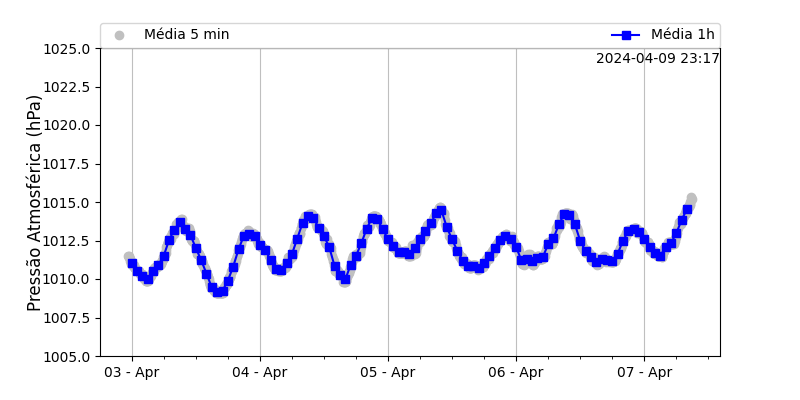 Média 5 min
Média 1h
2024-04-09 23:17
Pressão Atmosférica (hPa)
1025.0
1022.5
1020.0
1017.5
1015.0
1012.5
1010.0
1007.5
1005.0
03 - Apr
04 - Apr
05 - Apr
06 - Apr
07 - Apr